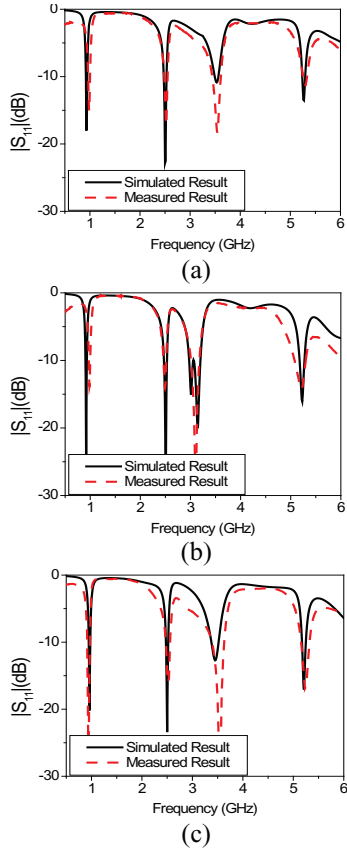 0
-10
-20
-30
|S11|(dB)
Simulated Result
Measured Result
1 2 3 4 5 6
Frequency (GHz)
(a)
0
-10
-20
-30
|S11|(dB)
Simulated Result
Measured Result
1 2 3 4 5 6
Frequency (GHz)
(b)
0
-10
-20
-30
|S11|(dB)
Simulated Result
Measured Result
1 2 3 4 5 6
Frequency (GHz)
(c)